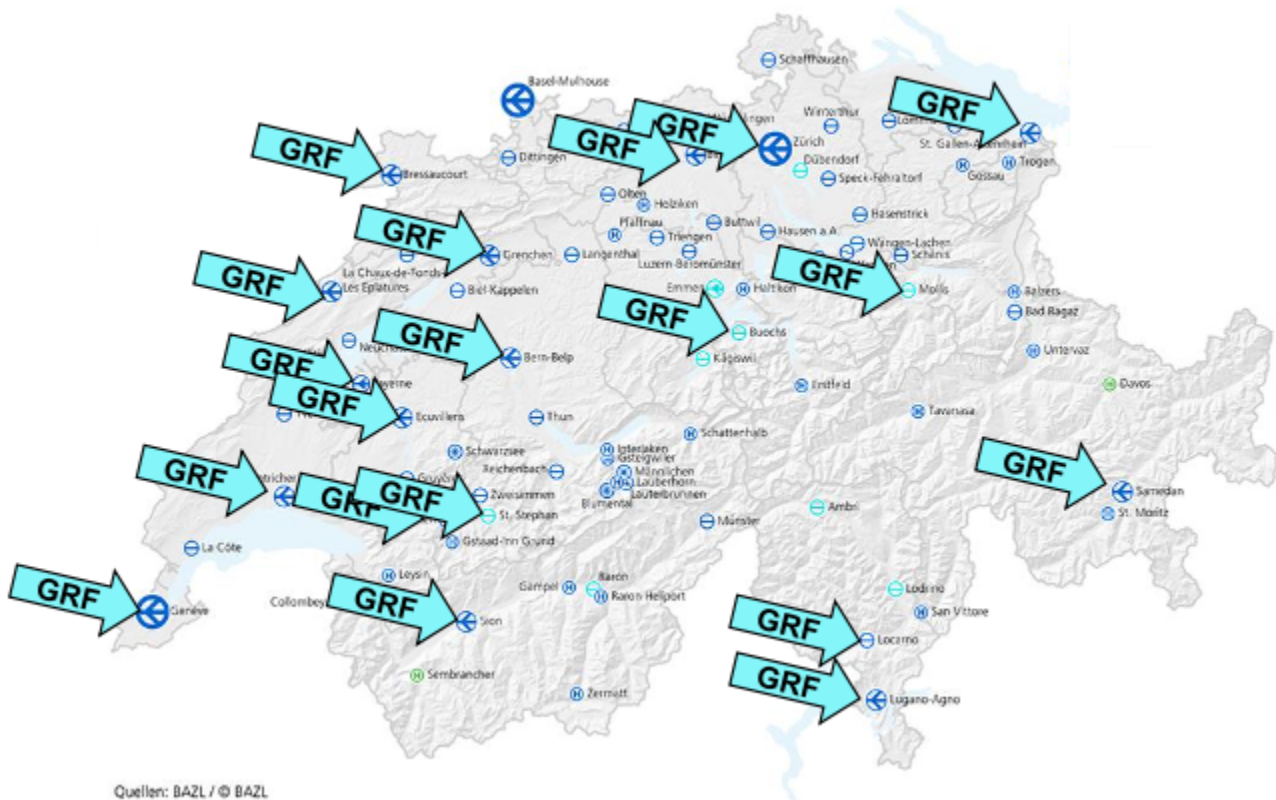 Schaffhausen
Basel-Mulhouse
GRF
Winterthur
GRF
GRF
Zürich
St. Gallen-Altenrhein
GRF
Dittingen
Dübendorf
Trogen
Gossau
Bressaucourt
Speck-Fehraltorf
Olten
Holziken
GRF
Hasenstrick
Pfaffnau
Buttwil
Triengen
Hausen a.A.
Wangen-Lachen
Grenchen
Langenthal
Luzern-Beromünster
Schänis
GRF
La Chaux-de-Fonds-
Les Eplatures
GRF
Biel-Kappelen
Emmen
Haltikon
Mollis
Balzers
GRF
Bad Ragaz
GRF
Buochs
GRF
Bern-Belp
Kägiswil
Untervaz
GRF
Ecuvillens
Erstfeld
Davos
Thun
Tavanasa
Schattenhalb
Schwarzsee
Interlaken
Gsteigwiler
GRF
Reichenbach
Männlichen
GRF
Lauberhorn
Lauterbrunnen
Samedan
GRF
GRF
Zweisimmen
Blumental
St. Stephan
Ambri
St. Moritz
Münster
Gstaad-Inn Grund
La Côte
Leysin
GRF
Genève
GRF
Gampel
Raron
Raron Heliport
Lodrino
San Vittore
Sion
GRF
Locarno
Sembrancher
GRF
Zermatt
Lugano-Agno
Quellen: BAZL / © BAZL